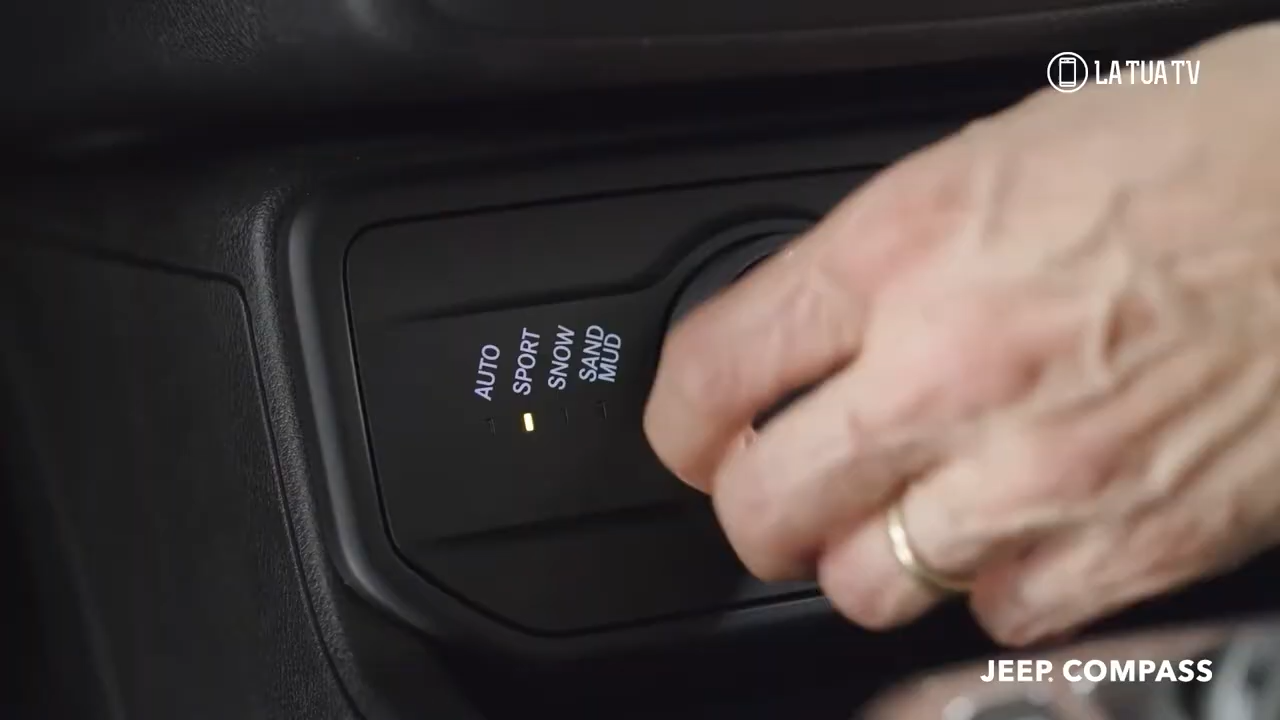 LA TUA TV
AUTO
SPORT
SNOW
SAND
MUD
JEEP. COMPASS